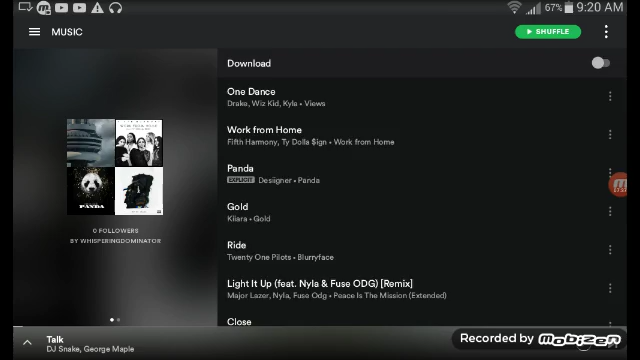 67% 9:20 AM
MUSIC
SHUFFLE
Download
One Dance
Drake, Wiz Kid, Kyla • Views
Work from Home
Fifth Harmony, Ty Dolla $ign • Work from Home
Panda
EXPLICIT Desiigner • Panda
Gold
Kiiara • Gold
Ride
Twenty One Pilots • Blurryface
Light It Up (feat. Nyla & Fuse ODG) [Remix]
Major Lazer, Nyla, Fuse Odg • Peace Is The Mission (Extended)
Close
PANDA
0 FOLLOWERS
BY WHISPERINGDOMINATOR
Talk
DJ Snake, George Maple
Recorded by Mobizen